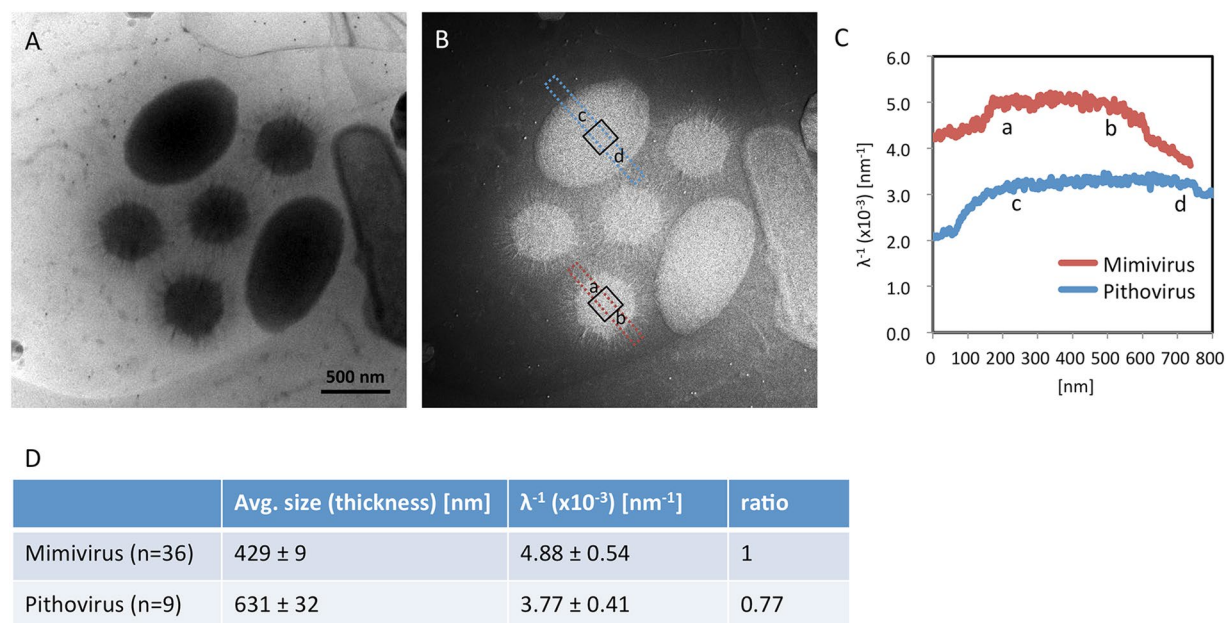 A
500 nm
B
c
d
a
b
C
6.0
5.0
4.0
3.0
2.0
1.0
0.0
λ⁻¹ (x10⁻³) [nm⁻¹]
a
b
c
d
Mimivirus
Pithovirus
0 100 200 300 400 500 600 700 800
[nm]
D
Avg. size (thickness) [nm] λ⁻¹ (x10⁻³) [nm⁻¹] ratio
Mimivirus (n=36) 429 ± 9 4.88 ± 0.54 1
Pithovirus (n=9) 631 ± 32 3.77 ± 0.41 0.77